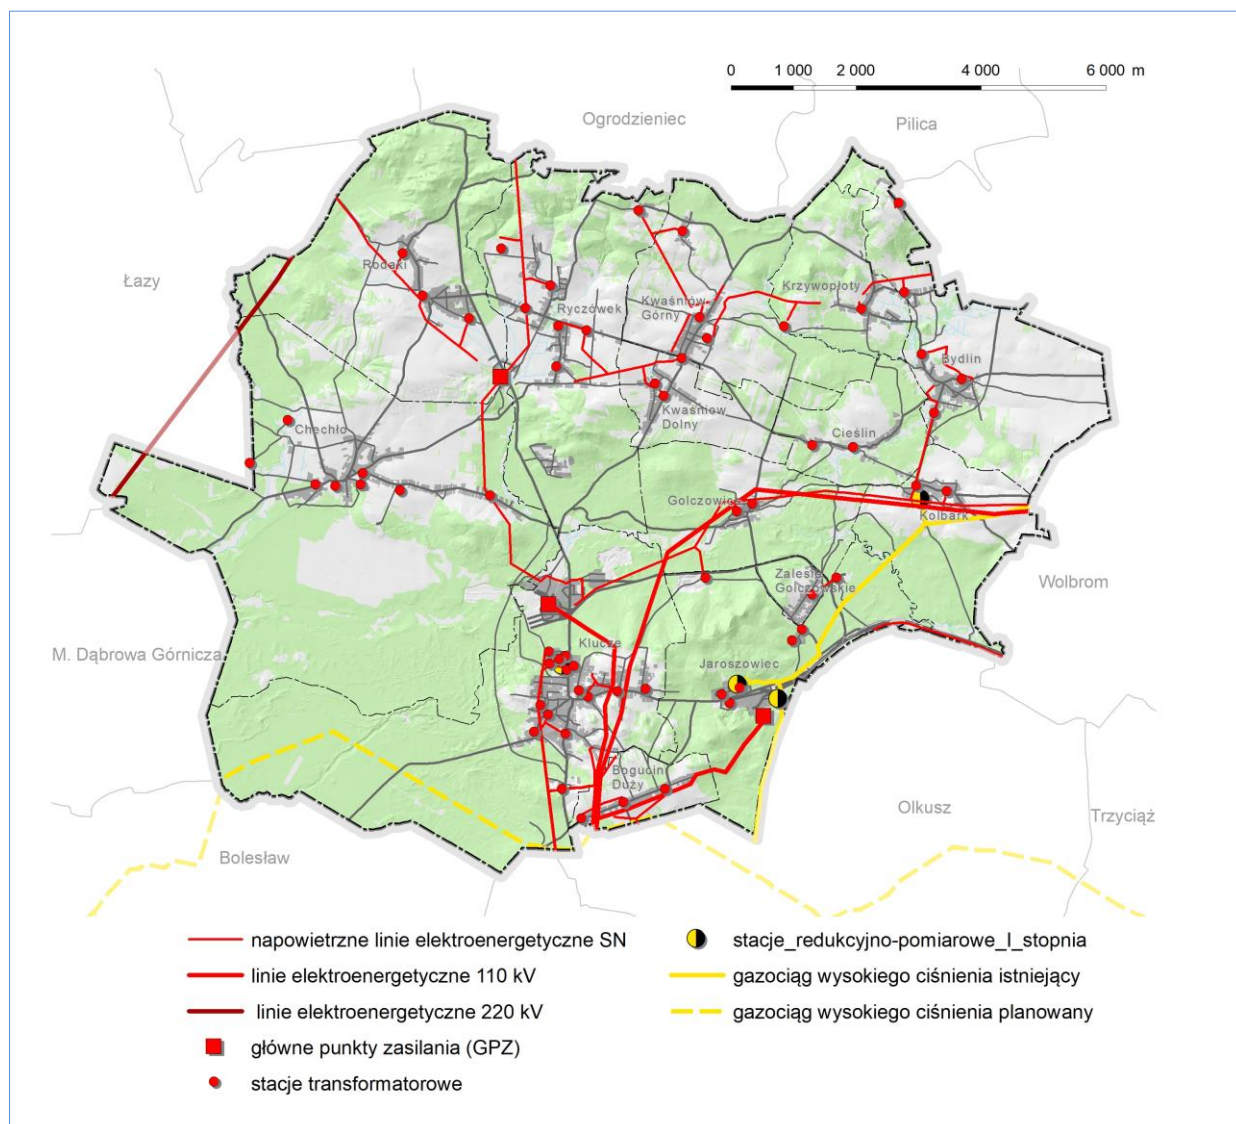 0 1 000 2 000 4 000 6 000 m
Ogrodzieniec
Pilica
Łazy
Rodaki
Krzywopłoty
Kwaśniów
Górny
Ryczówek
Bydlin
Kwaśniow
Dolny
Chechło
Cieślin
Golczowice
Kolbark
Zalesie
Golczowskie
Wolbrom
Klucze
M. Dąbrowa Górnicza
Jaroszowiec
Bogucin
Duży
Olkusz
Trzyciąż
Bolesław
napowietrzne linie elektroenergetyczne SN
linie elektroenergetyczne 110 kV
linie elektroenergetyczne 220 kV
główne punkty zasilania (GPZ)
stacje transformatorowe
stacje_redukcyjno-pomiarowe_I_stopnia
gazociąg wysokiego ciśnienia istniejący
gazociąg wysokiego ciśnienia planowany